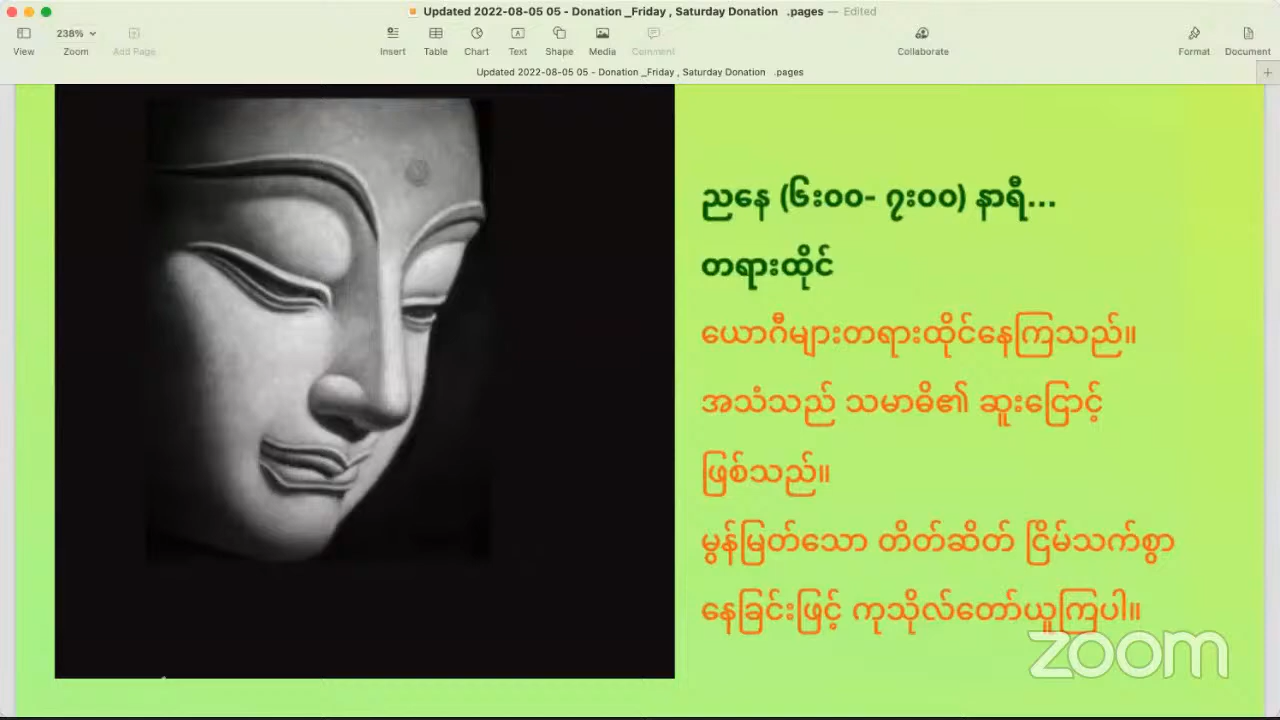 Updated 2022-08-05 05 - Donation _Friday , Saturday Donation .pages — Edited
238%
View Zoom Add Page Insert Table Chart Text Shape Media Comment Collaborate Format Document
Updated 2022-08-05 05 - Donation _Friday , Saturday Donation .pages
ညနေ (၆း၀၀- ၇း၀၀) နာရီ...
တရားထိုင်
ယောဂီများတရားထိုင်နေကြသည်။
အသံသည် သမာဓိ၏ ဆူးငြောင့်
ဖြစ်သည်။
မွန်မြတ်သော တိတ်ဆိတ် ငြိမ်သက်စွာ
နေခြင်းဖြင့် ကုသိုလ်တော်ယူကြပါ။
zoom